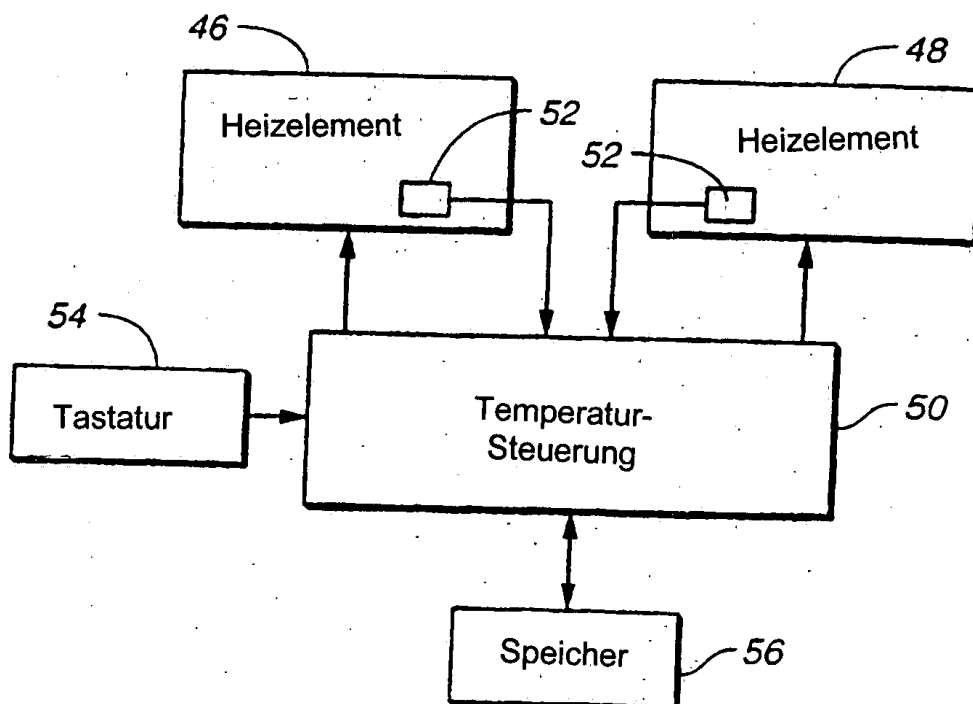 46
48
Heizelement
52
Heizelement
52
54
Tastatur
Temperatur-
Steuerung
50
Speicher
56